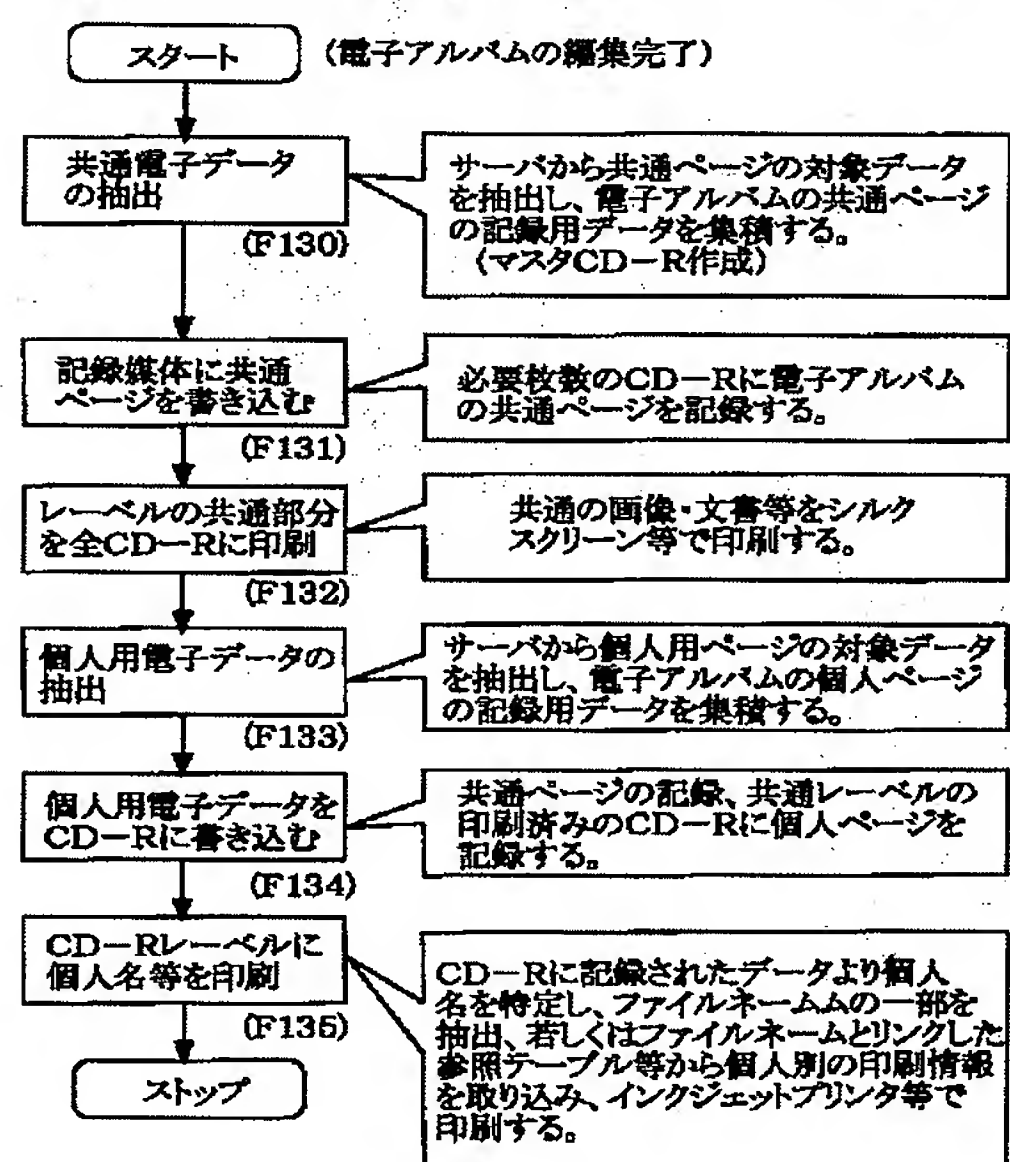 スタート
(電子アルバムの編集完了)
共通電子データ
の抽出
(F130)
サーバから共通ページの対象データ
を抽出し、電子アルバムの共通ページ
の記録用データを集積する。
(マスタCD－R作成)
記録媒体に共通
ページを書き込む
(F131)
必要枚数のCD－Rに電子アルバム
の共通ページを記録する。
レーベルの共通部分
を全CD－Rに印刷
(F132)
共通の画像・文書等をシルク
スクリーン等で印刷する。
個人用電子データの
抽出
(F133)
サーバから個人用ページの対象データ
を抽出し、電子アルバムの個人ページ
の記録用データを集積する。
個人用電子データを
CD－Rに書き込む
(F134)
共通ページの記録、共通レーベルの
印刷済みのCD－Rに個人ページを
記録する。
CD－Rレーベルに
個人名等を印刷
(F135)
CD－Rに記録されたデータより個人
名を特定し、ファイルネームムの一部を
抽出、若しくはファイルネームとリンクした
参照テーブル等から個人別の印刷情報
を取り込み、インクジェットプリンタ等で
印刷する。
ストップ